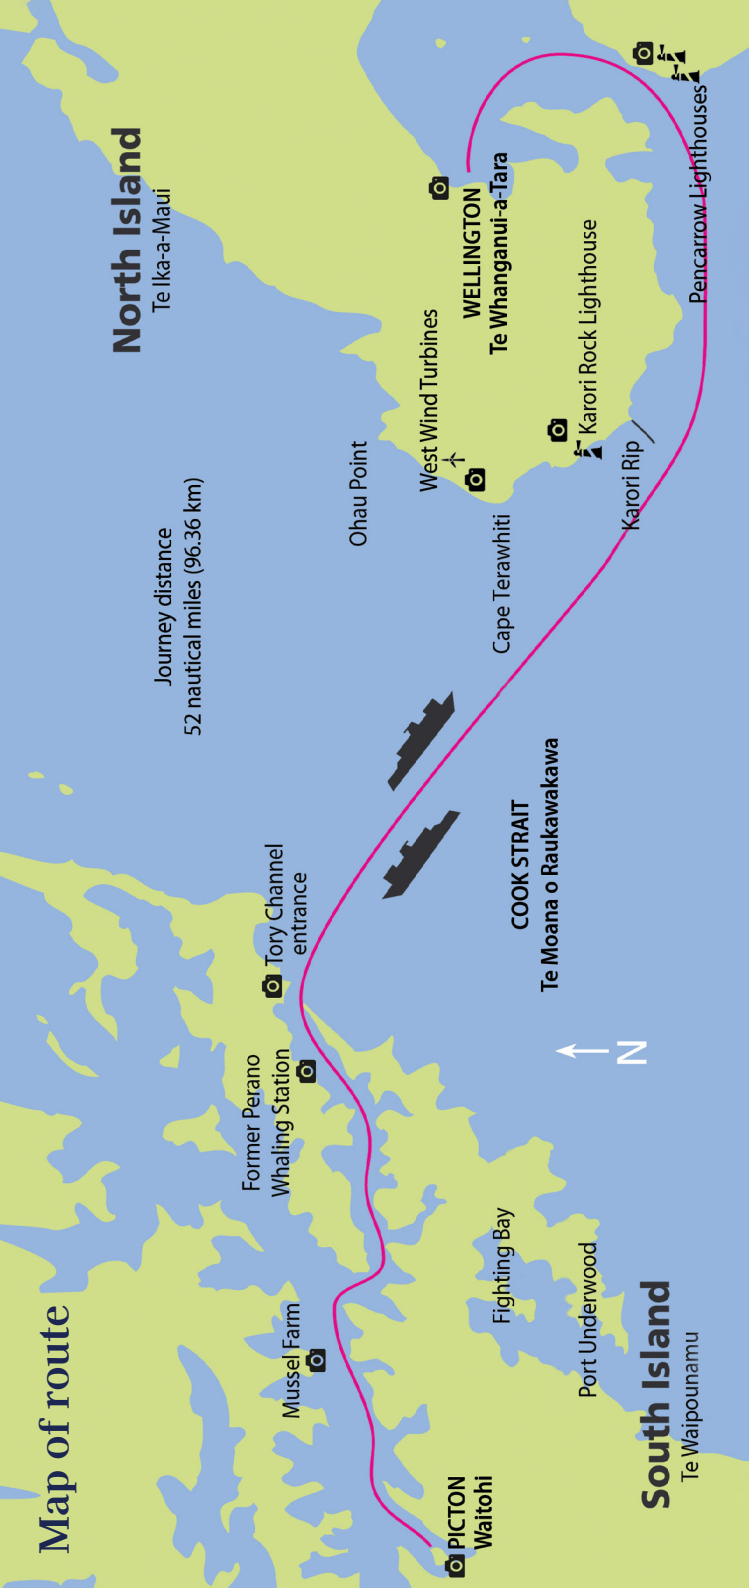 Map of route
North Island
Te Ika-a-Maui
Journey distance
52 nautical miles (96.36 km)
Ohau Point
West Wind Turbines
WELLINGTON
Te Whanganui-a-Tara
Karori Rock Lighthouse
Pencarrow Lighthouses
Karori Rip
Cape Terawhiti
Tory Channel
entrance
COOK STRAIT
Te Moana o Raukawakawa
Former Perano
Whaling Station
N
Mussel Farm
Fighting Bay
Port Underwood
PICTON
Waitohi
South Island
Te Waipounamu